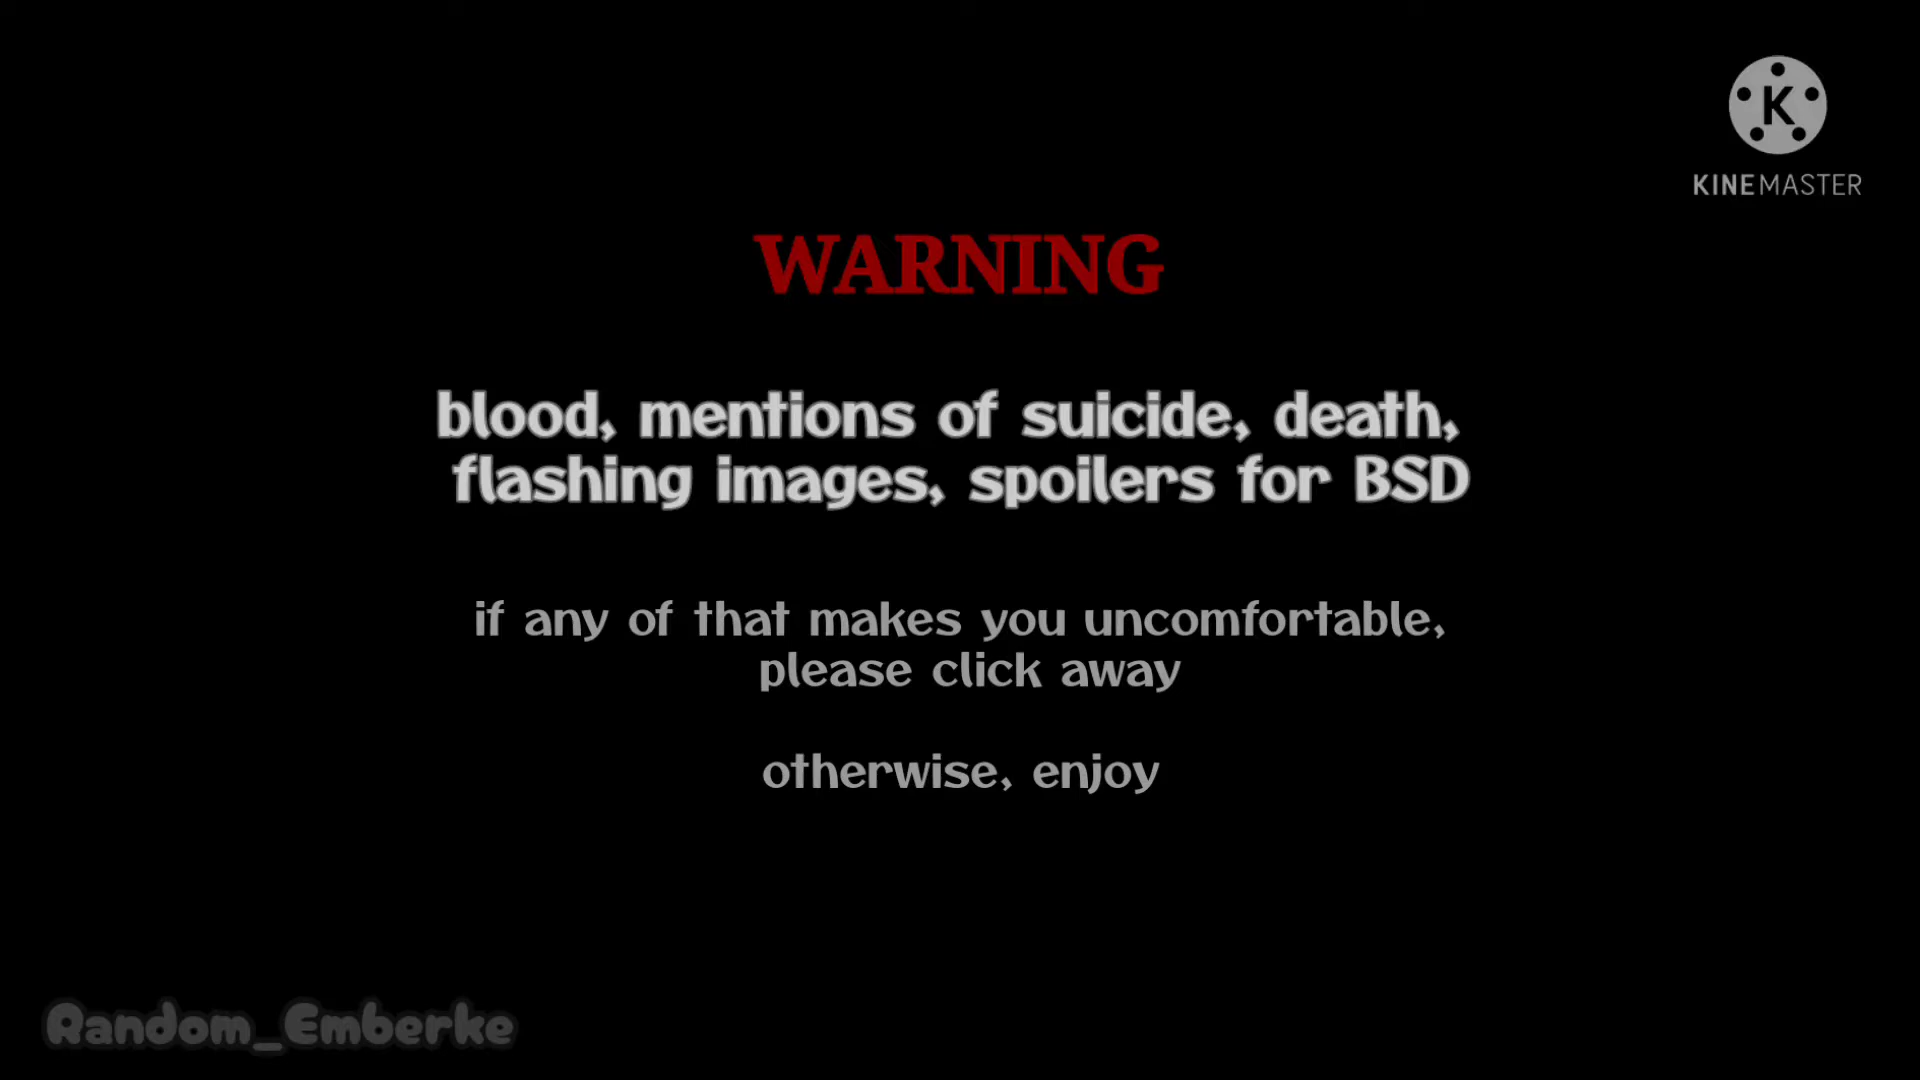 K
KINEMASTER
WARNING
blood, mentions of suicide, death,
flashing images, spoilers for BSD
if any of that makes you uncomfortable,
please click away
otherwise, enjoy
Random_Emberke